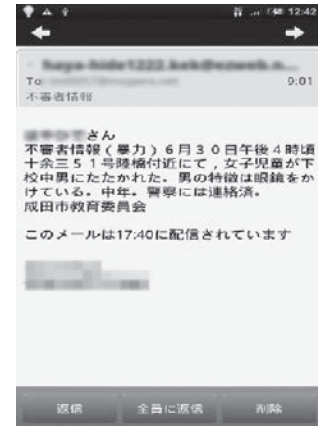 12:42
To
9:01
不審者情報
さん
不審者情報(暴力)6月30日午後4時頃
十余三51号陸橋付近にて,女子児童が下
校中男にたたかれた。男の特徴は眼鏡をか
けている。中年。警察には連絡済。
成田市教育委員会
このメールは17:40に配信されています
返信
全員に返信
削除